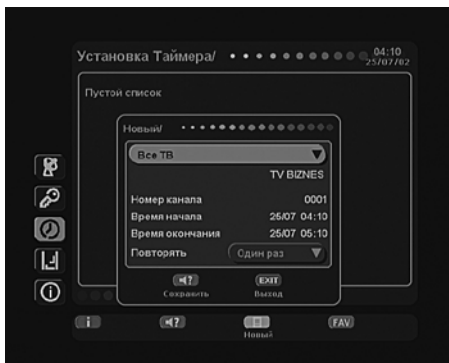 Установка Таймера/
04:10
25/07/02
Пустой список
Новый/
Все ТВ
TV BIZNES
Номер канала 0001
Время начала 25/07 04:10
Время окончания 25/07 05:10
Повторять Один раз
?
EXIT
Сохранить
Выход
i
?
FAV
Новый